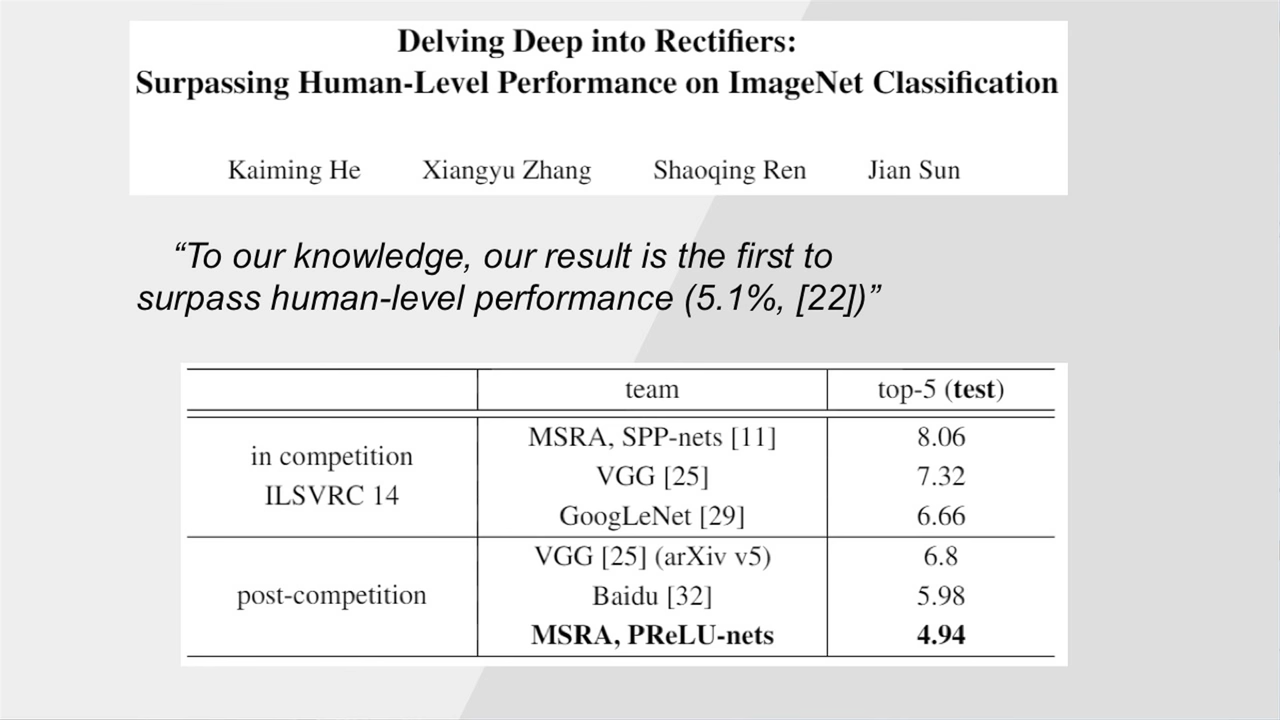 Delving Deep into Rectifiers:
Surpassing Human-Level Performance on ImageNet Classification
Kaiming He Xiangyu Zhang Shaoqing Ren Jian Sun
“To our knowledge, our result is the first to
surpass human-level performance (5.1%, [22])”
team top-5 (test)
in competition
ILSVRC 14
MSRA, SPP-nets [11] 8.06
VGG [25] 7.32
GoogLeNet [29] 6.66
post-competition
VGG [25] (arXiv v5) 6.8
Baidu [32] 5.98
MSRA, PReLU-nets 4.94